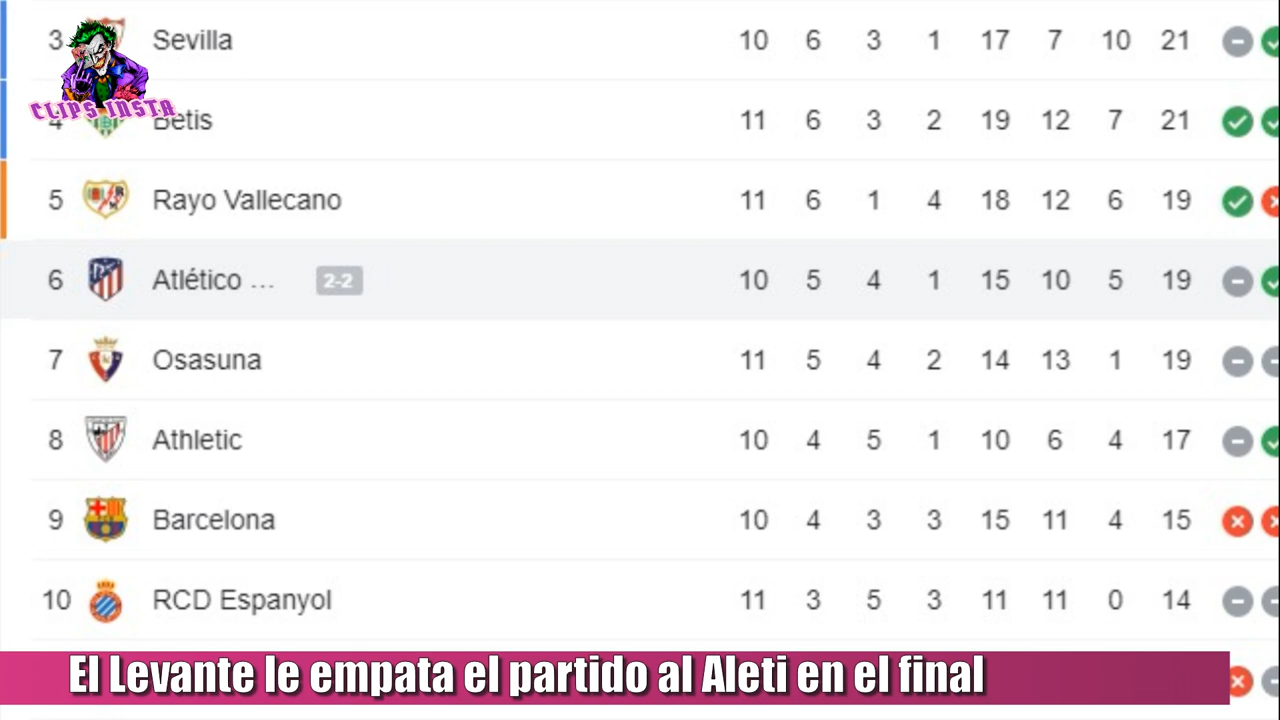 3 Sevilla 10 6 3 1 17 7 10 21
CLIPS INSTA
4 Betis 11 6 3 2 19 12 7 21
5 Rayo Vallecano 11 6 1 4 18 12 6 19
6 Atlético ... 2-2 10 5 4 1 15 10 5 19
7 Osasuna 11 5 4 2 14 13 1 19
8 Athletic 10 4 5 1 10 6 4 17
9 Barcelona 10 4 3 3 15 11 4 15
10 RCD Espanyol 11 3 5 3 11 11 0 14
El Levante le empata el partido al Aleti en el final